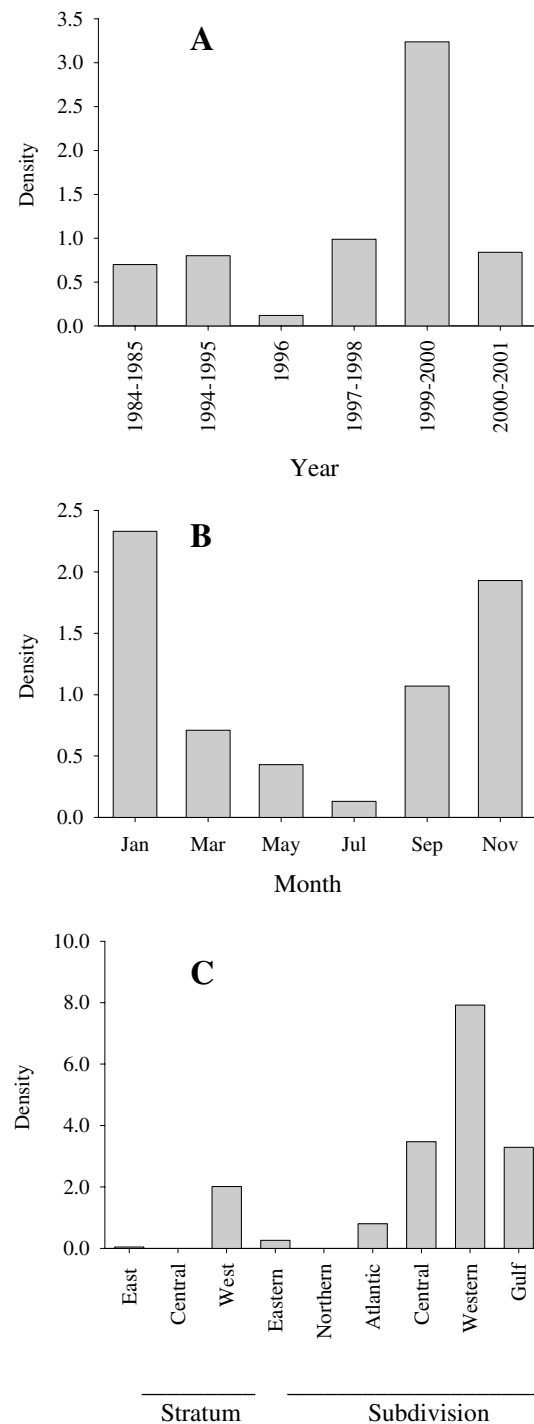 A
3.5
3.0
2.5
2.0
1.5
1.0
0.5
0.0
Density
1984-1985
1994-1995
1996
1997-1998
1999-2000
2000-2001
Year
B
2.5
2.0
1.5
1.0
0.5
0.0
Density
Jan Mar May Jul Sep Nov
Month
C
10.0
8.0
6.0
4.0
2.0
0.0
Density
East
Central
West
Eastern
Northern
Atlantic
Central
Western
Gulf
Stratum Subdivision